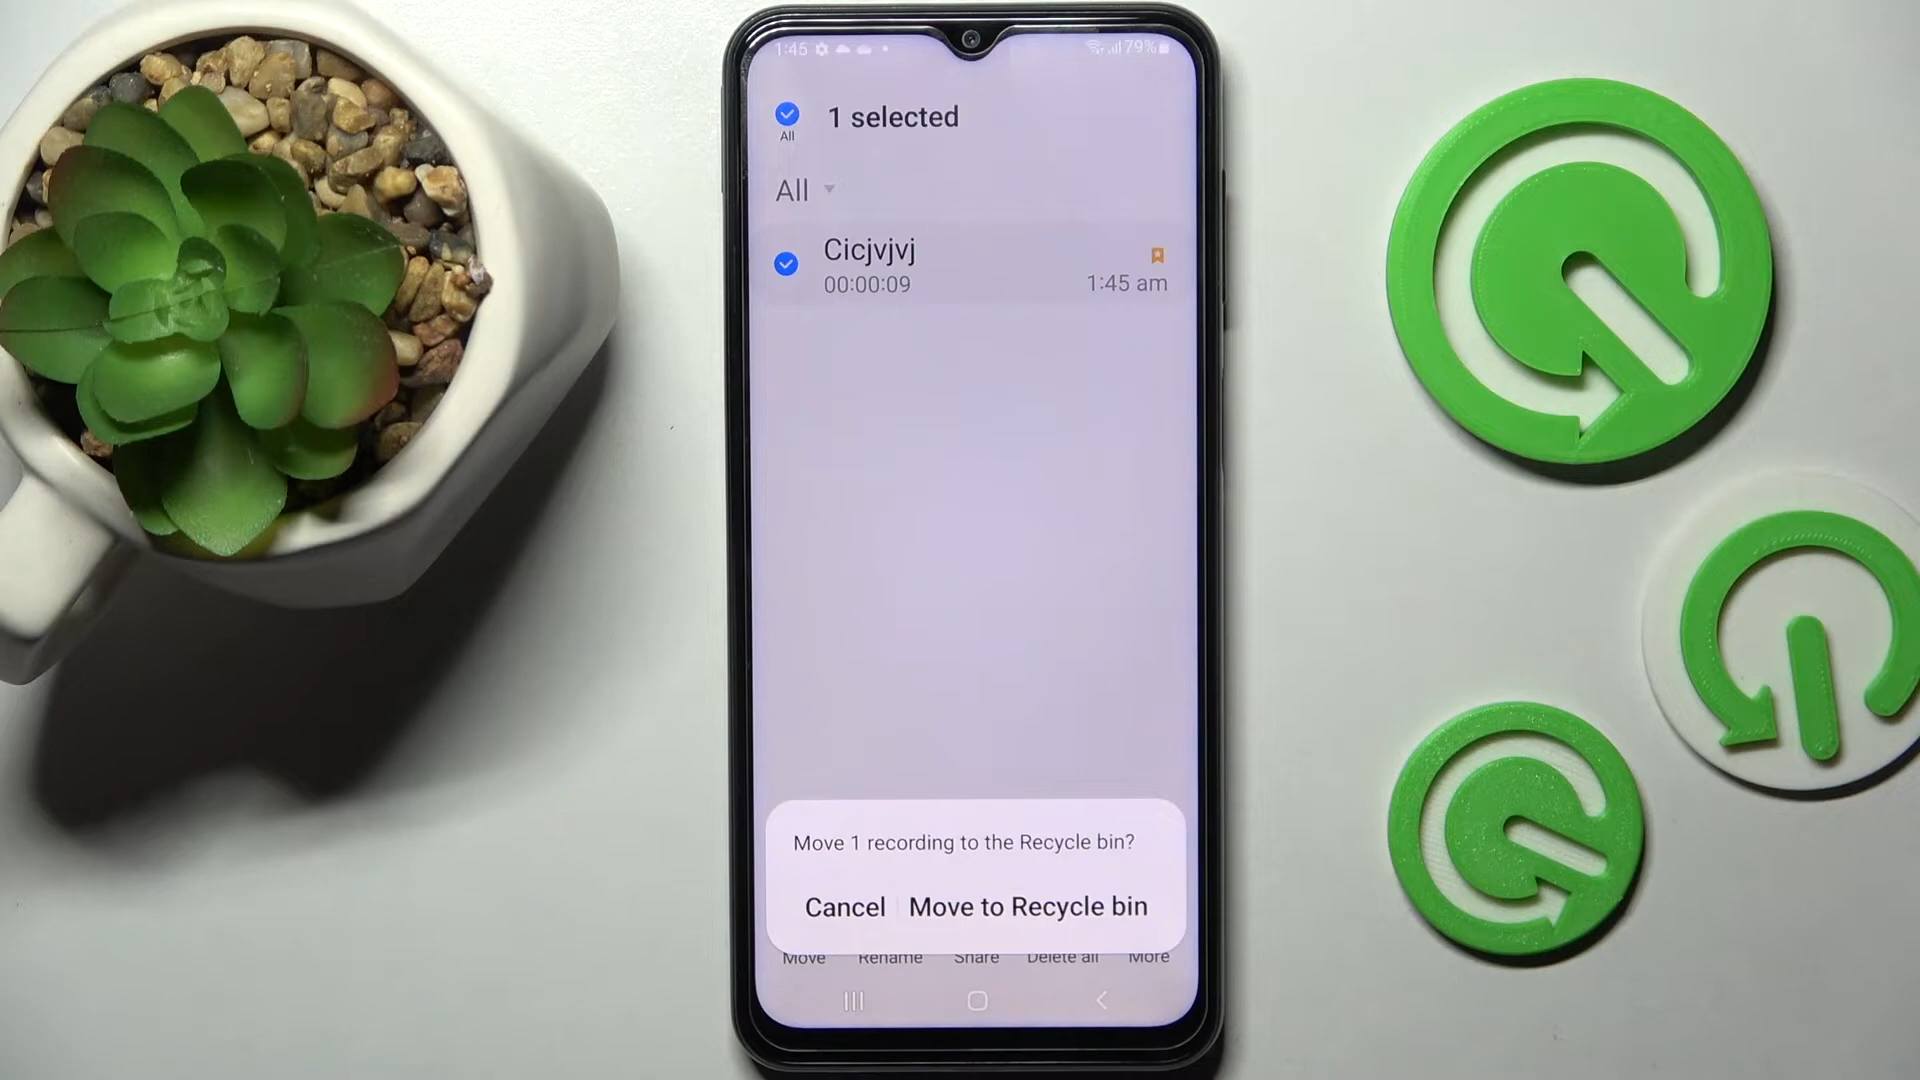 1:45 79%
1 selected
All
All
Cicjvjvj
00:00:09 1:45 am
Move 1 recording to the Recycle bin?
Cancel Move to Recycle bin
Move Rename Share Delete all More